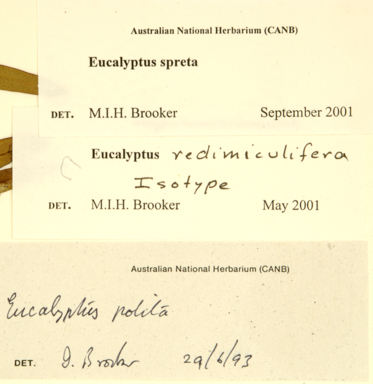 Australian National Herbarium (CANB)
Eucalyptus spreta
DET. M.I.H. Brooker September 2001
Eucalyptus redimiculifera
Isotype
DET. M.I.H. Brooker May 2001
Australian National Herbarium (CANB)
Eucalyptus polita
DET. I. Brooker 29/6/93